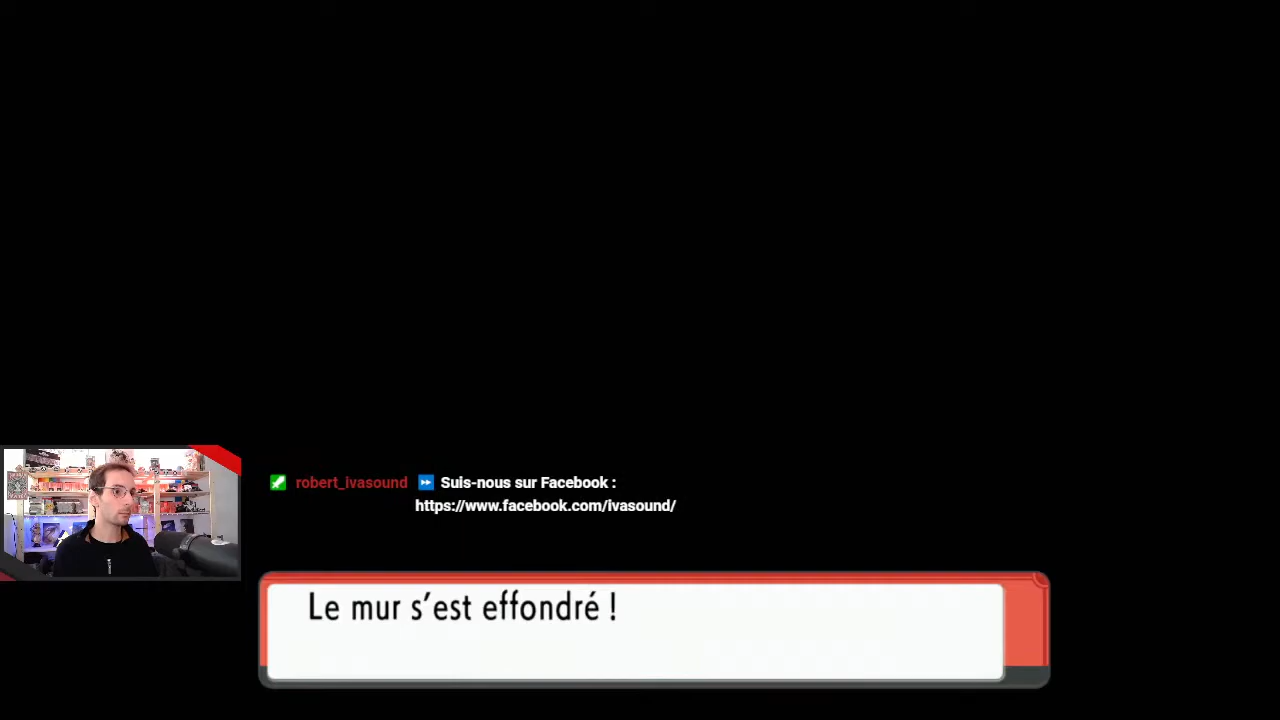 robert_ivasound Suis-nous sur Facebook :
https://www.facebook.com/ivasound/
Le mur s’est effondré !